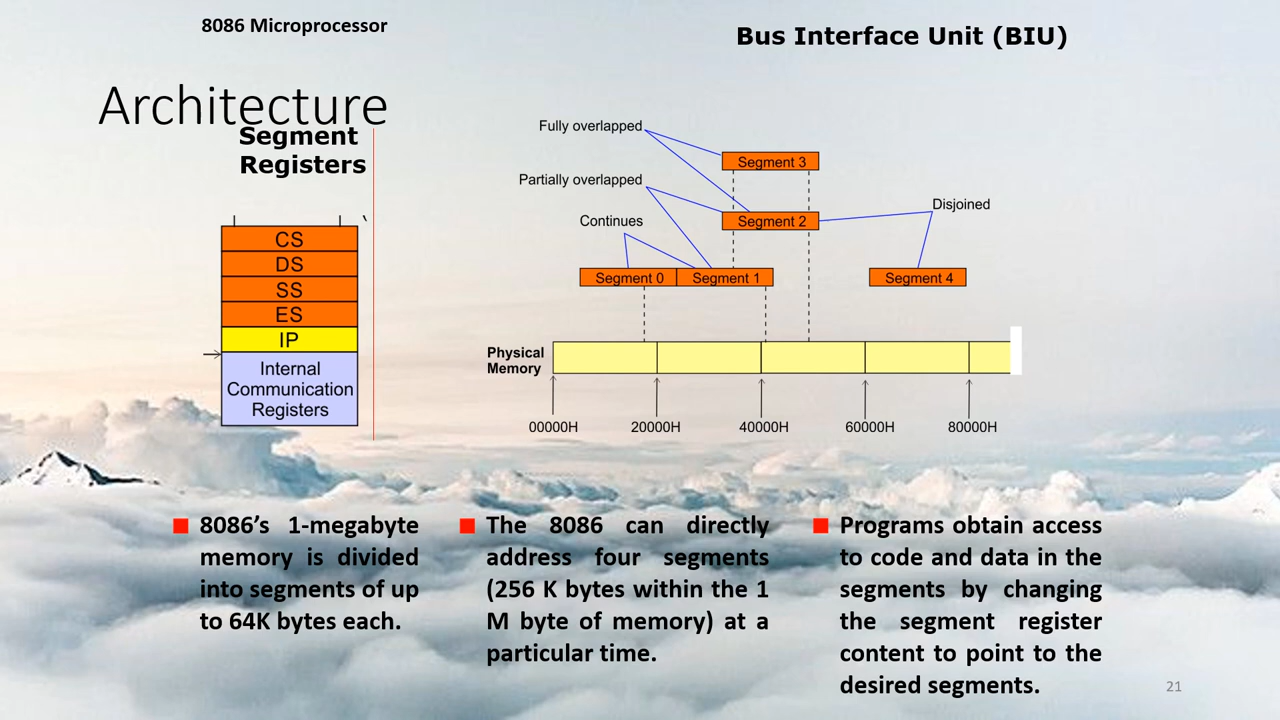 8086 Microprocessor
Bus Interface Unit (BIU)
Architecture
Segment
Registers
CS
DS
SS
ES
IP
Internal
Communication
Registers
Fully overlapped
Segment 3
Partially overlapped
Segment 2
Disjoined
Continues
Segment 0
Segment 1
Segment 4
Physical
Memory
00000H
20000H
40000H
60000H
80000H
8086’s 1-megabyte
memory is divided
into segments of up
to 64K bytes each.
The 8086 can directly
address four segments
(256 K bytes within the 1
M byte of memory) at a
particular time.
Programs obtain access
to code and data in the
segments by changing
the segment register
content to point to the
desired segments.
21